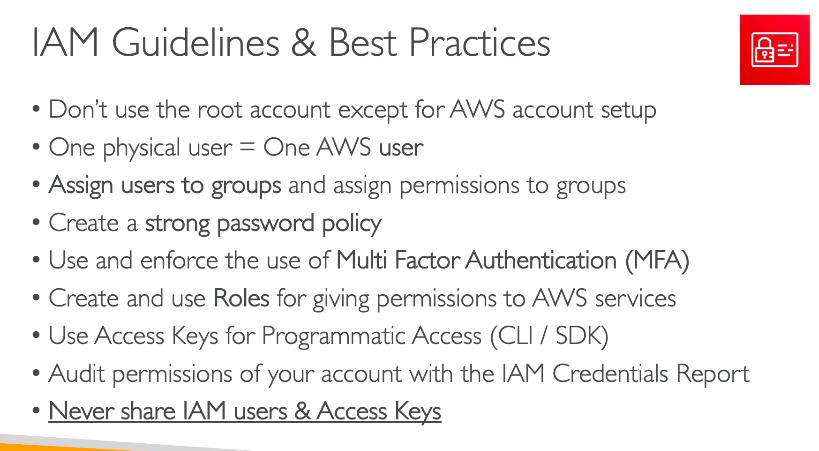 IAM Guidelines & Best Practices
• Don't use the root account except for AWS account setup
• One physical user = One AWS user
• Assign users to groups and assign permissions to groups
• Create a strong password policy
• Use and enforce the use of Multi Factor Authentication (MFA)
• Create and use Roles for giving permissions to AWS services
• Use Access Keys for Programmatic Access (CLI / SDK)
• Audit permissions of your account with the IAM Credentials Report
• Never share IAM users & Access Keys